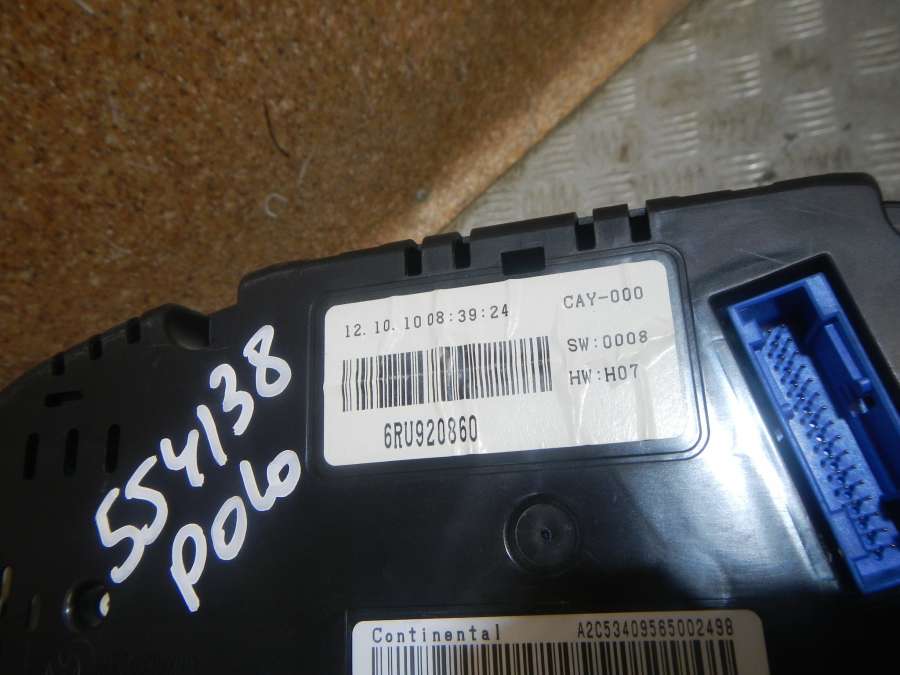 12.10.10 08:39:24 CAY-000
SW:0008
HW:H07
6RU920860
554138
polo
Continental A2C53409565002498